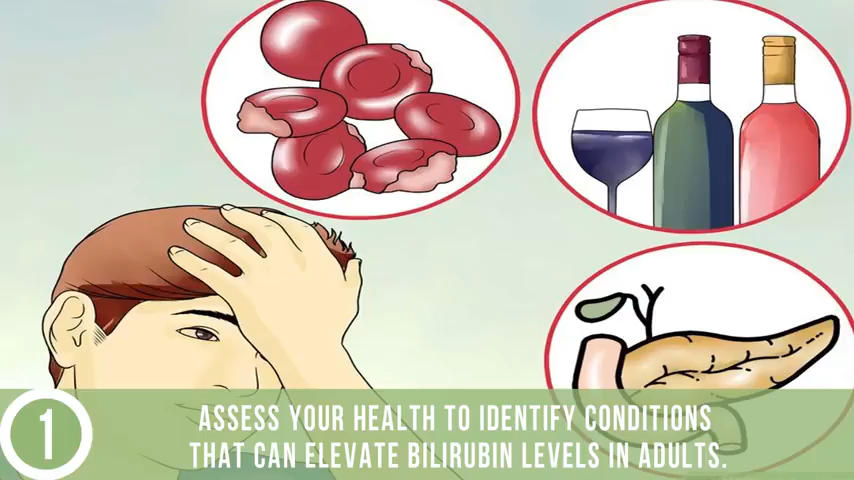 1
ASSESS YOUR HEALTH TO IDENTIFY CONDITIONS
THAT CAN ELEVATE BILIRUBIN LEVELS IN ADULTS.